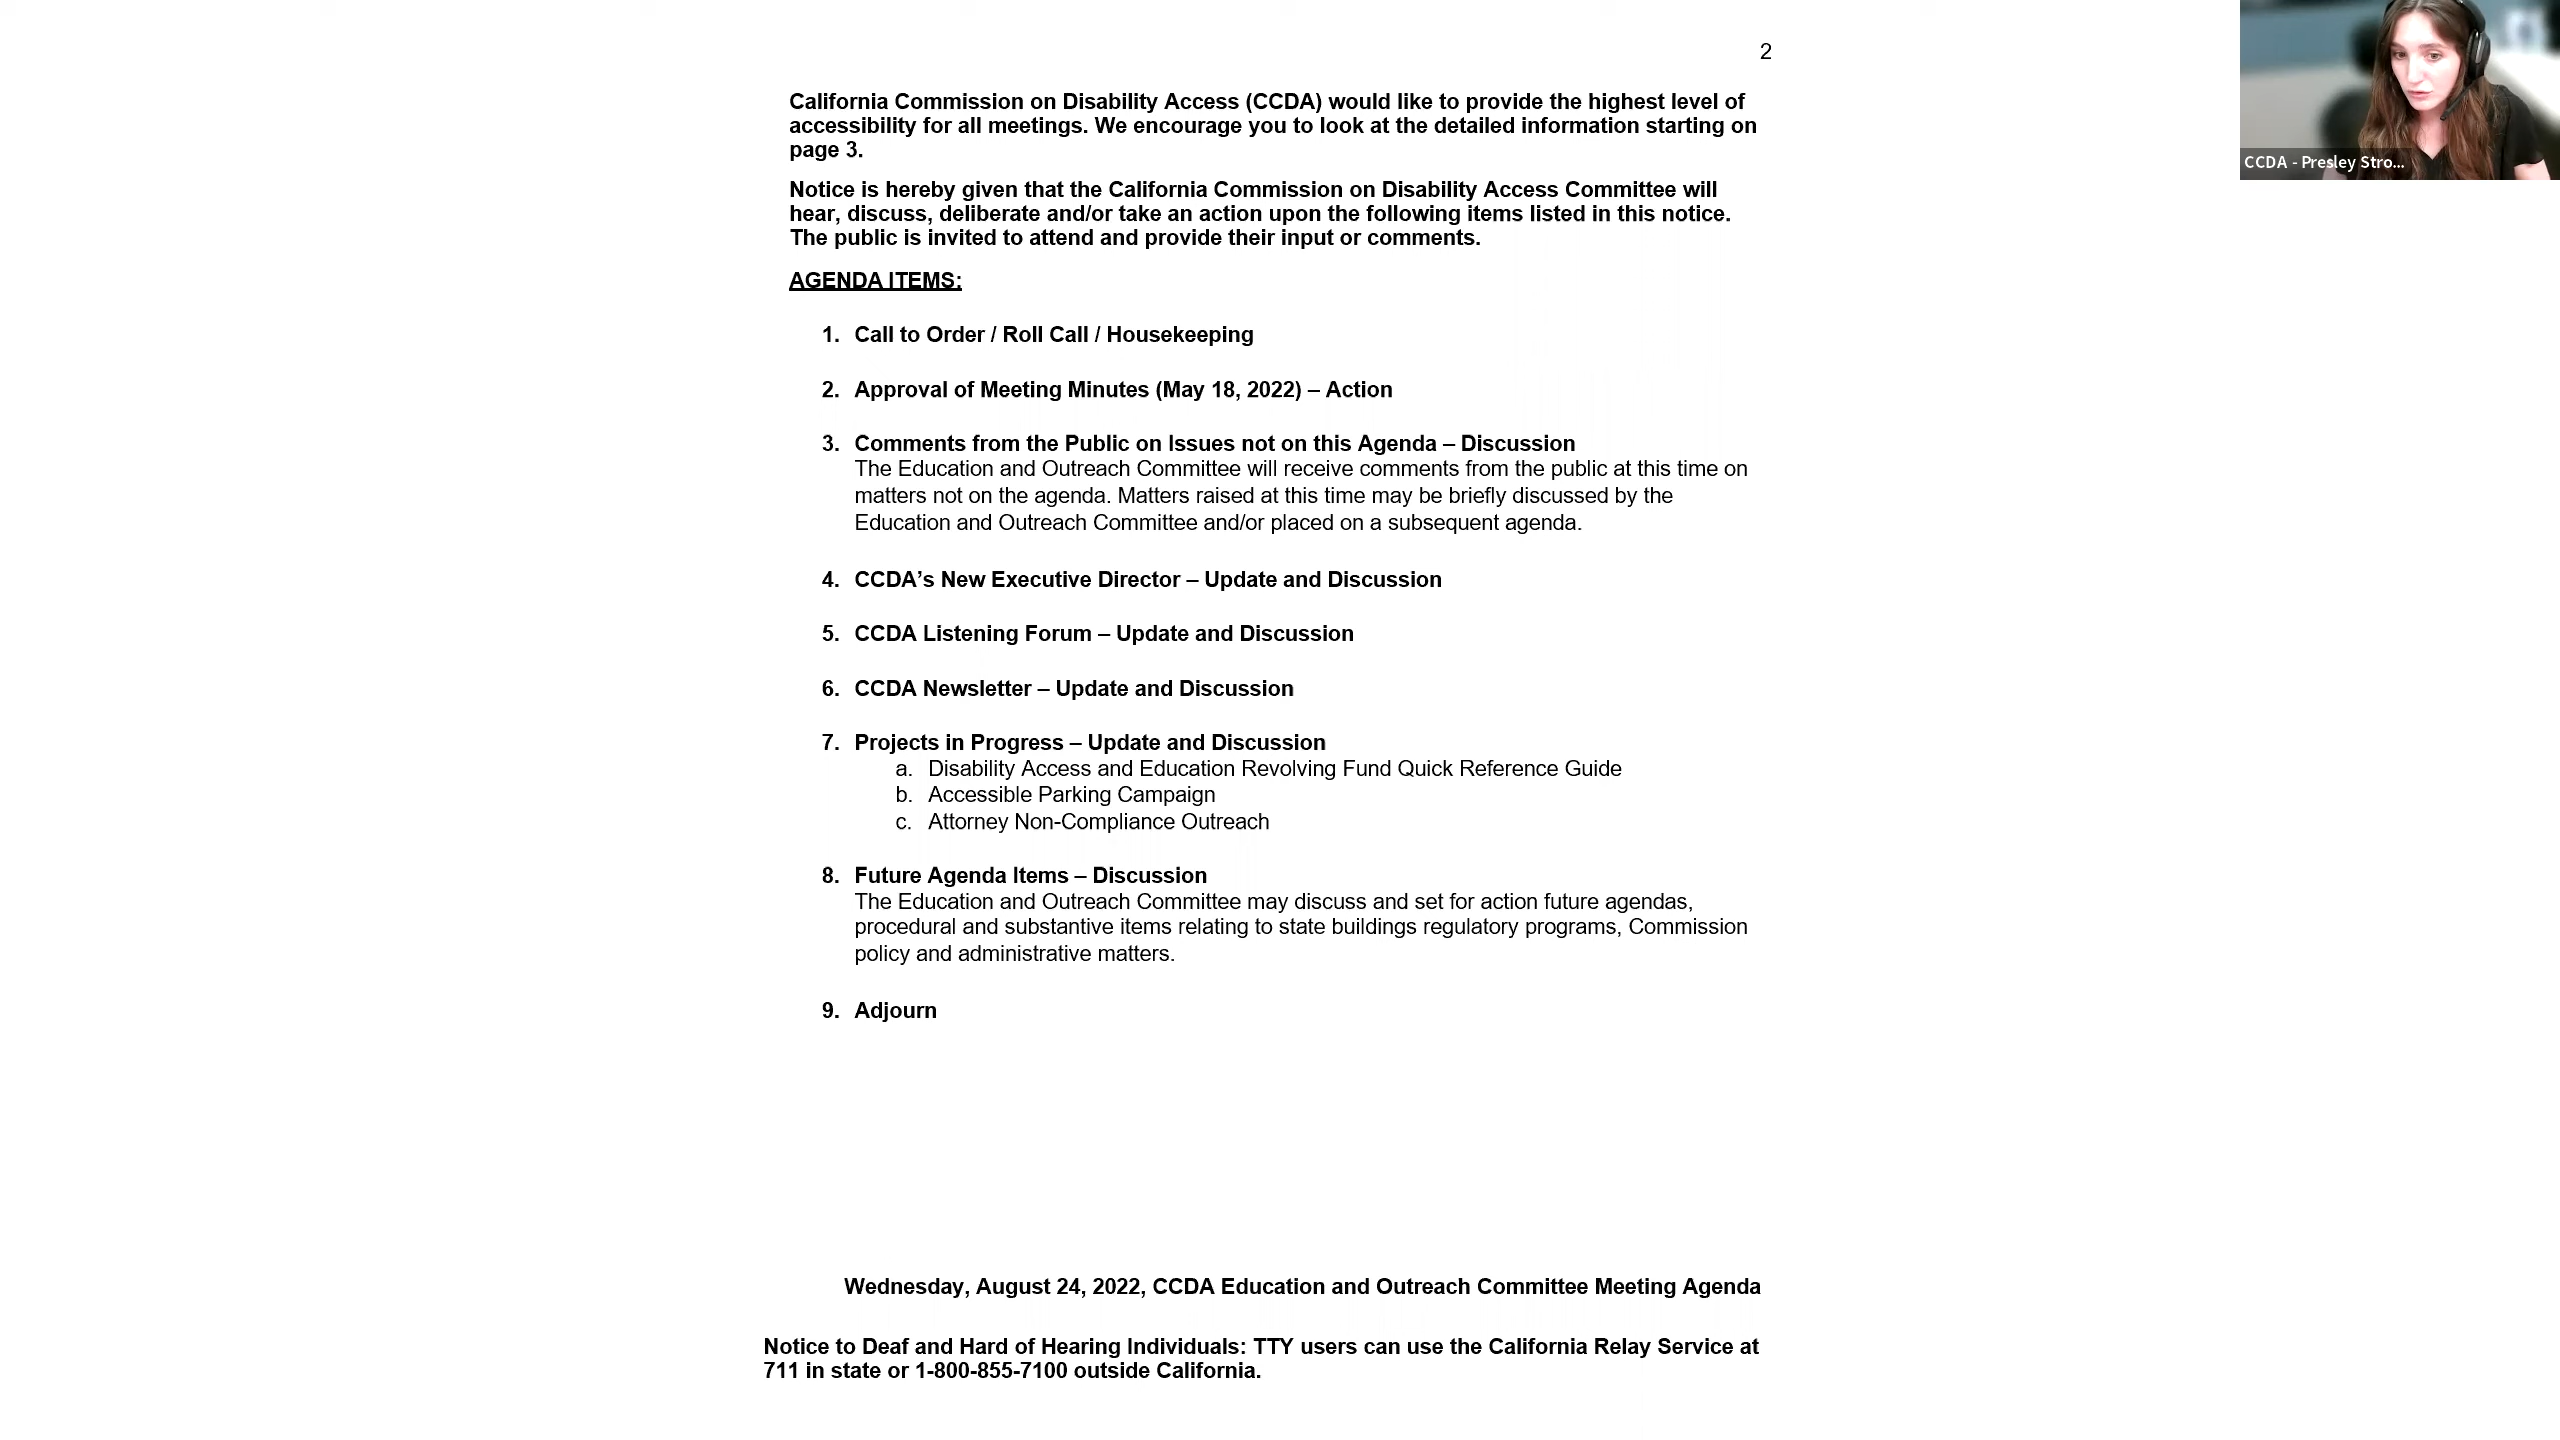 2
California Commission on Disability Access (CCDA) would like to provide the highest level of
accessibility for all meetings. We encourage you to look at the detailed information starting on
page 3.
Notice is hereby given that the California Commission on Disability Access Committee will
hear, discuss, deliberate and/or take an action upon the following items listed in this notice.
The public is invited to attend and provide their input or comments.
AGENDA ITEMS:
1. Call to Order / Roll Call / Housekeeping
2. Approval of Meeting Minutes (May 18, 2022) – Action
3. Comments from the Public on Issues not on this Agenda – Discussion
The Education and Outreach Committee will receive comments from the public at this time on
matters not on the agenda. Matters raised at this time may be briefly discussed by the
Education and Outreach Committee and/or placed on a subsequent agenda.
4. CCDA’s New Executive Director – Update and Discussion
5. CCDA Listening Forum – Update and Discussion
6. CCDA Newsletter – Update and Discussion
7. Projects in Progress – Update and Discussion
a. Disability Access and Education Revolving Fund Quick Reference Guide
b. Accessible Parking Campaign
c. Attorney Non-Compliance Outreach
8. Future Agenda Items – Discussion
The Education and Outreach Committee may discuss and set for action future agendas,
procedural and substantive items relating to state buildings regulatory programs, Commission
policy and administrative matters.
9. Adjourn
Wednesday, August 24, 2022, CCDA Education and Outreach Committee Meeting Agenda
Notice to Deaf and Hard of Hearing Individuals: TTY users can use the California Relay Service at
711 in state or 1-800-855-7100 outside California.
CCDA - Presley Stro...